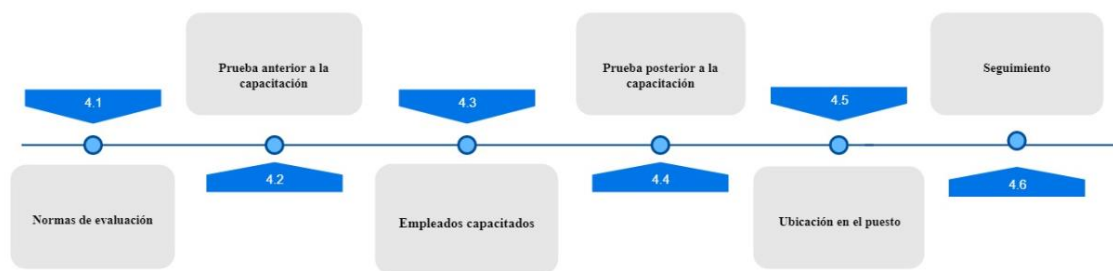 4.1
Normas de evaluación
Prueba anterior a la
capacitación
4.2
4.3
Empleados capacitados
Prueba posterior a la
capacitación
4.4
4.5
Ubicación en el puesto
Seguimiento
4.6